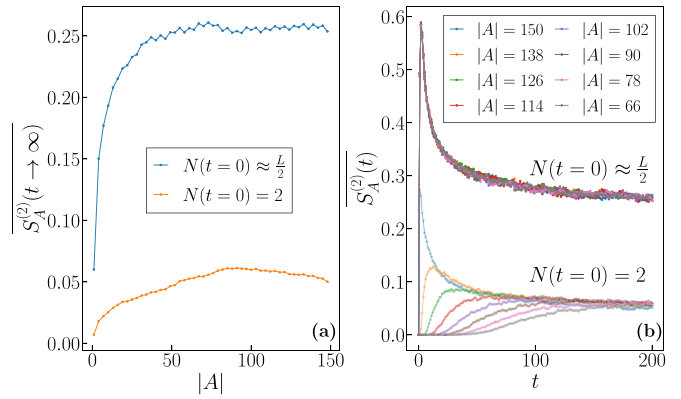 0.25
0.20
0.15
0.10
0.05
0.00
0 50 100 150
|A|
$\overline{S_A^{(2)}(t \to \infty)}$
N(t = 0) ≈ $\frac{L}{2}$
N(t = 0) = 2
(a)
0.6
0.5
0.4
0.3
0.2
0.1
0.0
0 100 200
t
$\overline{S_A^{(2)}(t)}$
|A| = 150 |A| = 102
|A| = 138 |A| = 90
|A| = 126 |A| = 78
|A| = 114 |A| = 66
N(t = 0) ≈ $\frac{L}{2}$
N(t = 0) = 2
(b)